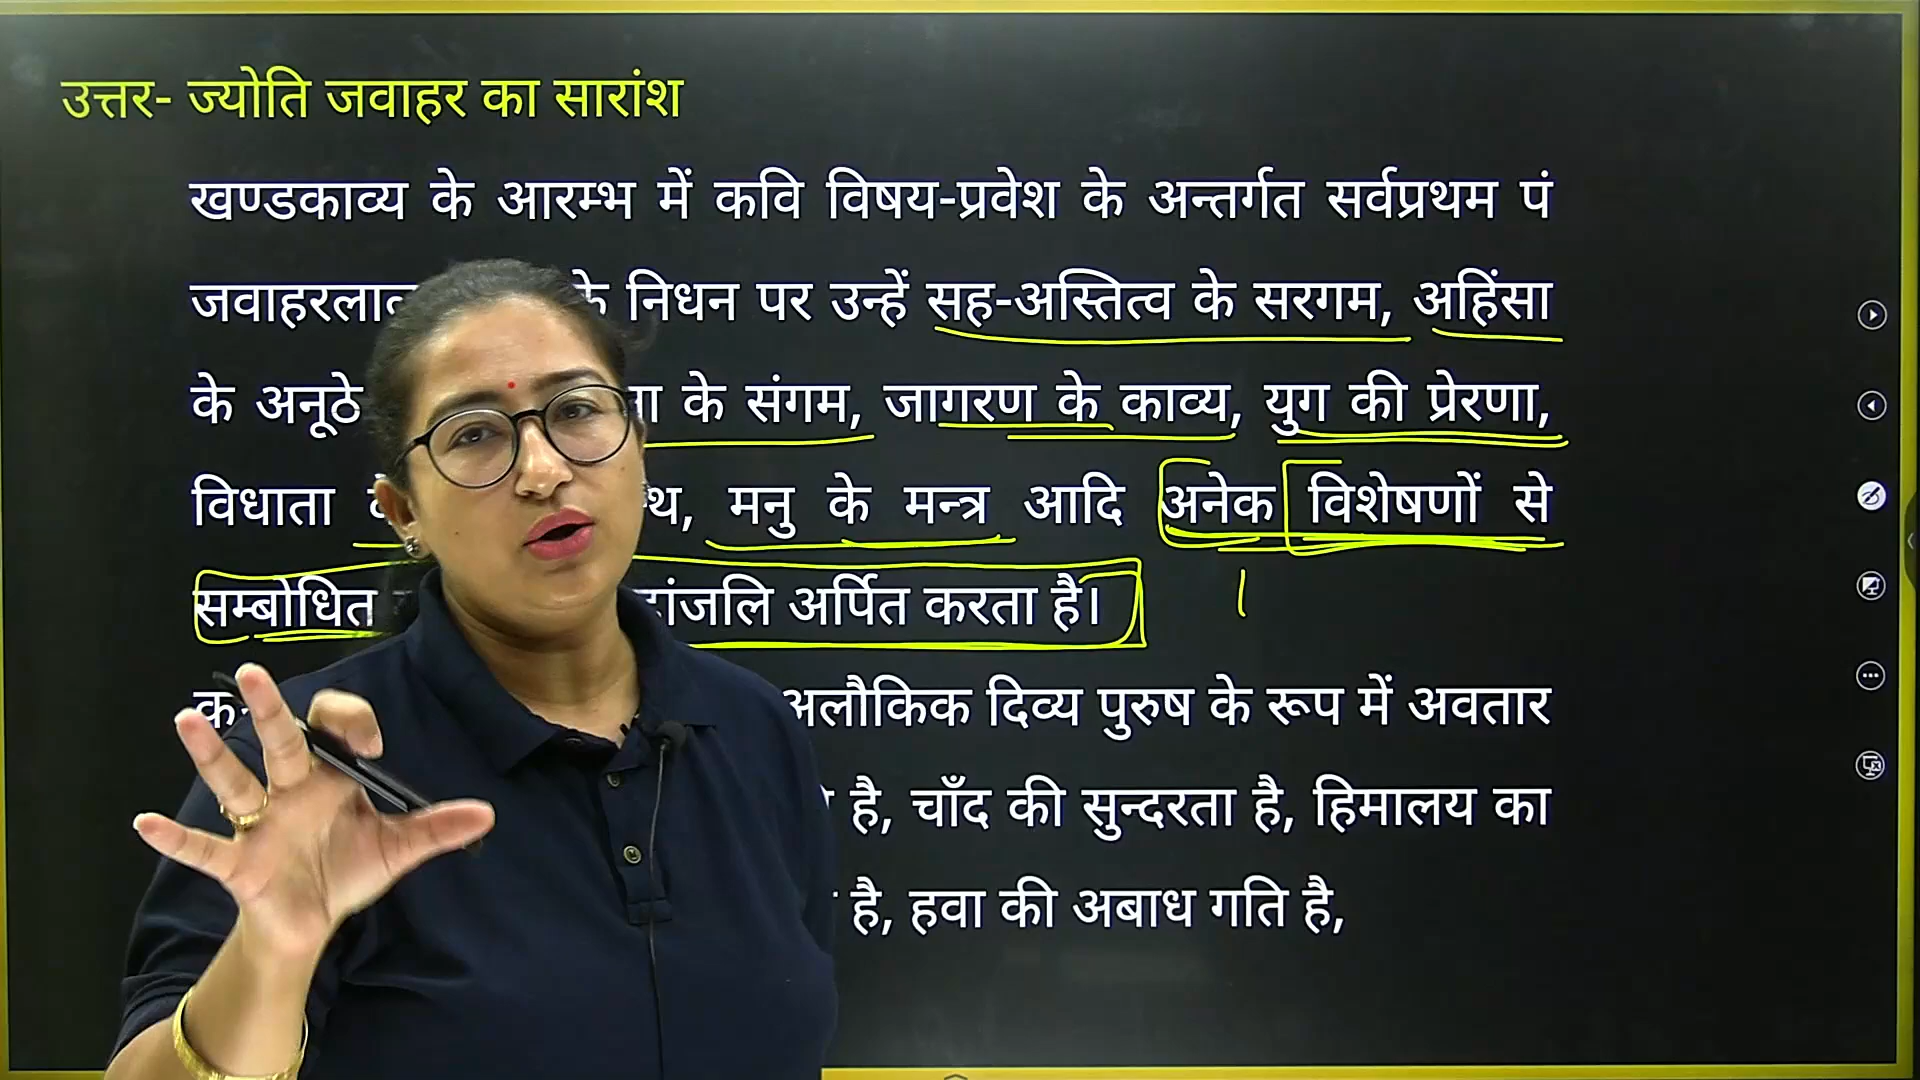 उत्तर- ज्योति जवाहर का सारांश
खण्डकाव्य के आरम्भ में कवि विषय-प्रवेश के अन्तर्गत सर्वप्रथम पं
निधन पर उन्हें सह-अस्तित्व के सरगम, अहिंसा
के अनूठे के संगम, जागरण के काव्य, युग की प्रेरणा,
विधाता मनु के मन्त्र आदि अनेक विशेषणों से
सम्बोधित अर्पित करता है।
अलौकिक दिव्य पुरुष के रूप में अवतार
है, चाँद की सुन्दरता है, हिमालय का
है, हवा की अबाध गति है,